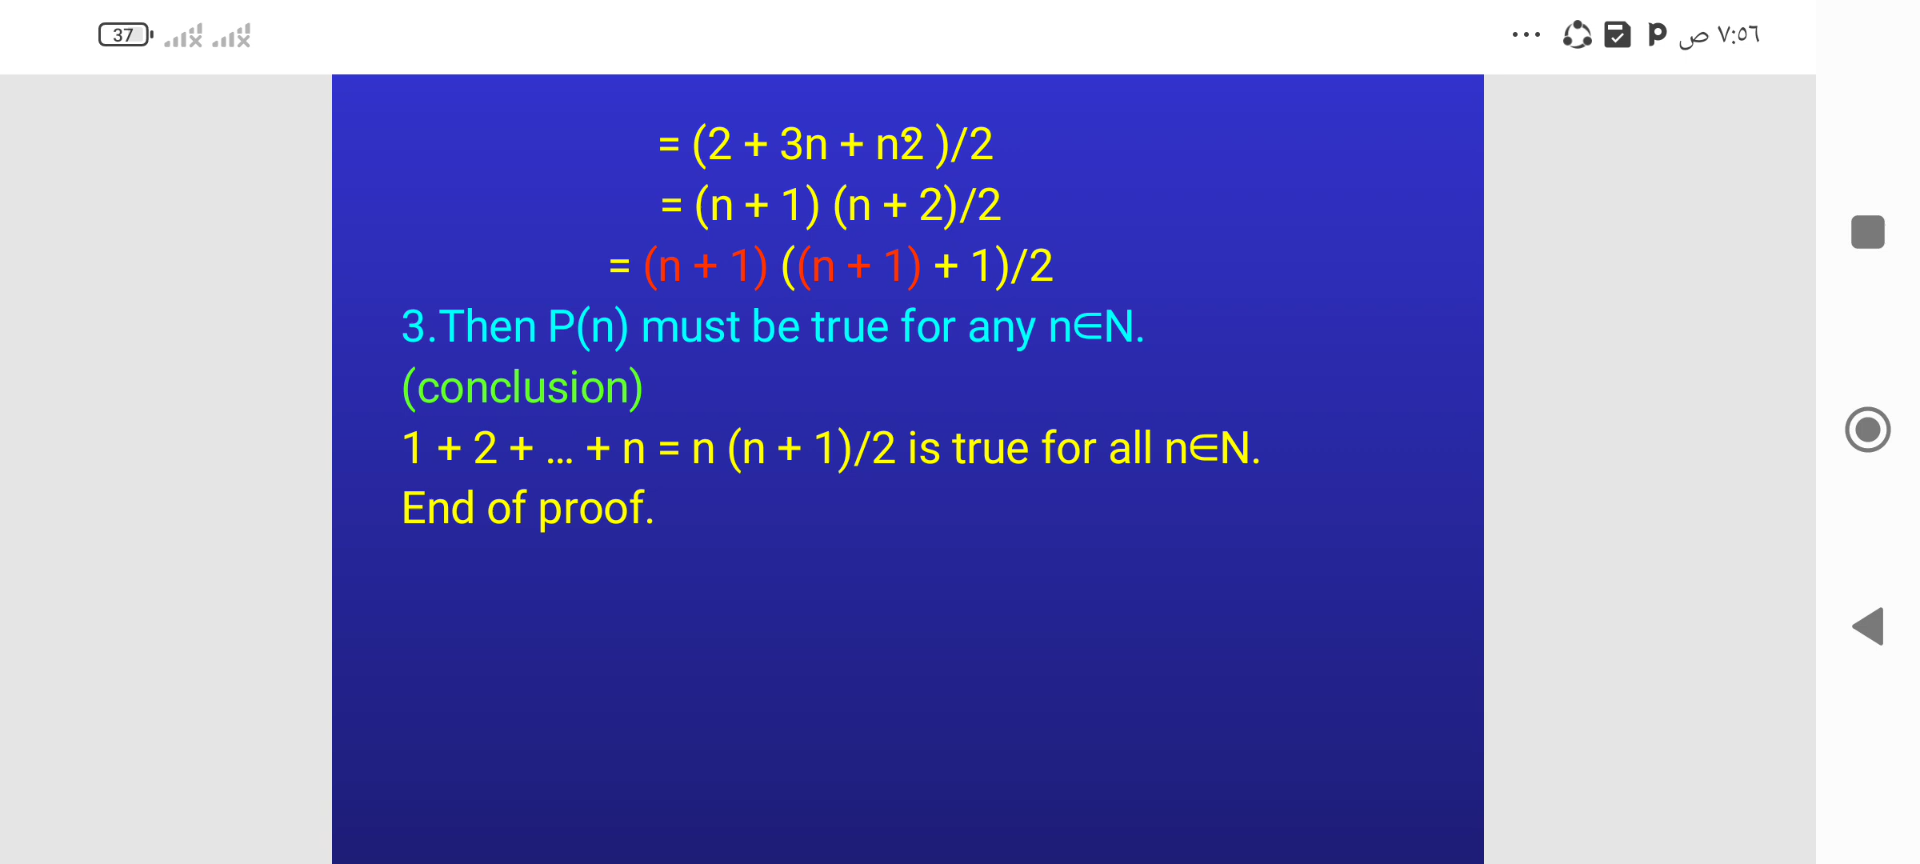 37
٧:٥٦ ص
= (2 + 3n + n2 )/2
= (n + 1) (n + 2)/2
= (n + 1) ((n + 1) + 1)/2
3.Then P(n) must be true for any n∈N.
(conclusion)
1 + 2 + … + n = n (n + 1)/2 is true for all n∈N.
End of proof.